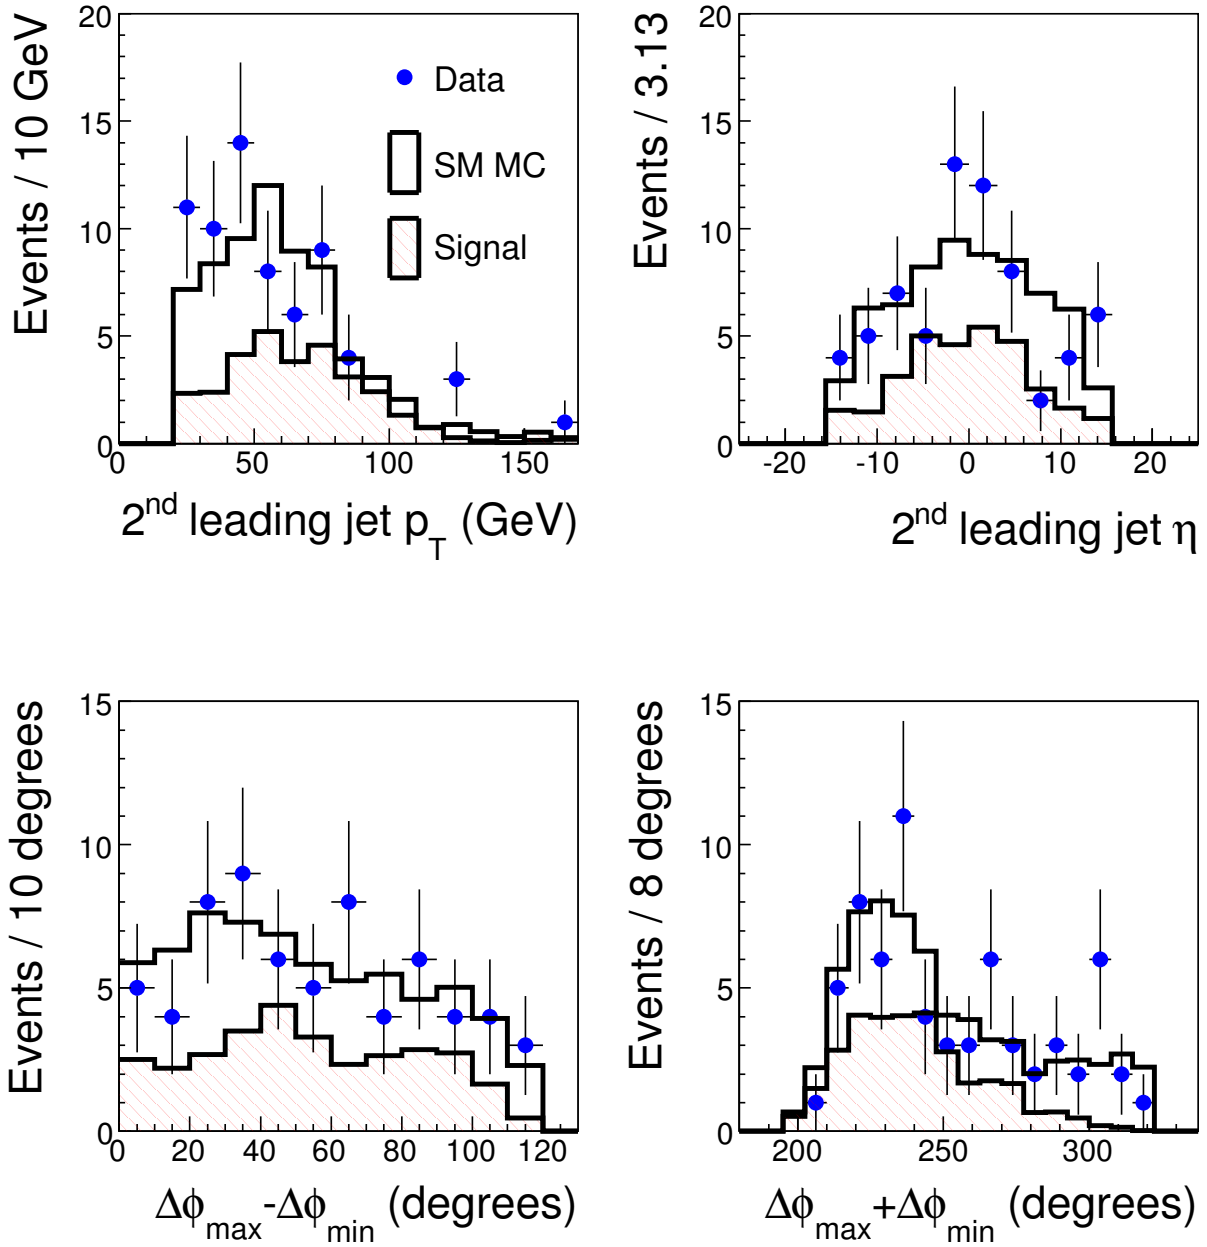 Events / 10 GeV
20
15
10
5
0
Data
SM MC
Signal
0 50 100 150
2nd leading jet pT (GeV)
Events / 3.13
20
15
10
5
0
-20 -10 0 10 20
2nd leading jet η
Events / 10 degrees
15
10
5
0
0 20 40 60 80 100 120
Δϕmax-Δϕmin (degrees)
Events / 8 degrees
15
10
5
0
200 250 300
Δϕmax+Δϕmin (degrees)